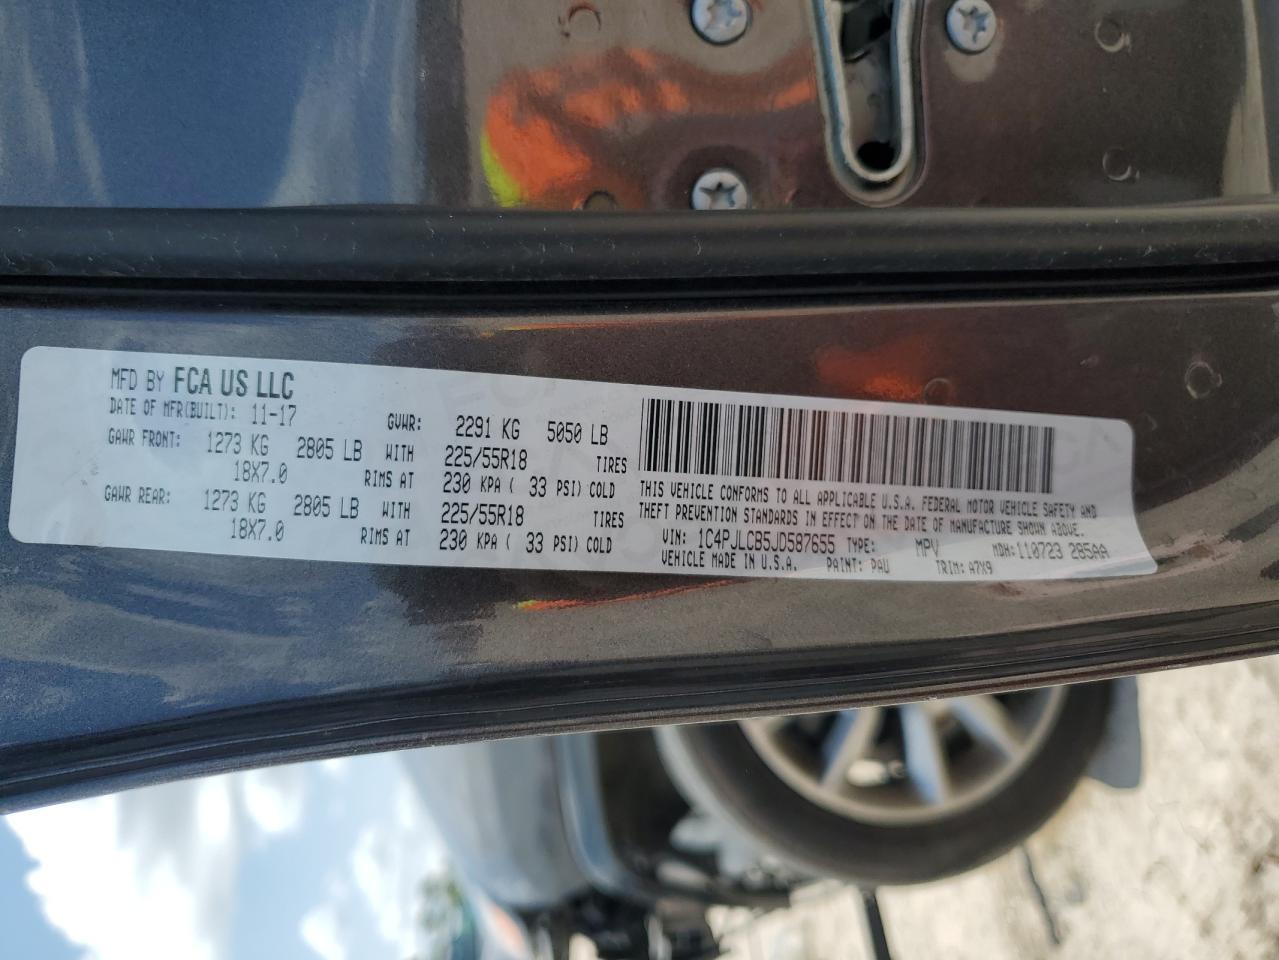 MFD BY FCA US LLC
DATE OF MFR(BUILT): 11-17 GVWR: 2291 KG 5050 LB
GAWR FRONT: 1273 KG 2805 LB WITH 225/55R18 TIRES
18X7.0 RIMS AT 230 KPA ( 33 PSI) COLD
GAWR REAR: 1273 KG 2805 LB WITH 225/55R18 TIRES
18X7.0 RIMS AT 230 KPA ( 33 PSI) COLD
THIS VEHICLE CONFORMS TO ALL APPLICABLE U.S.A. FEDERAL MOTOR VEHICLE SAFETY AND
THEFT PREVENTION STANDARDS IN EFFECT ON THE DATE OF MANUFACTURE SHOWN ABOVE.
VIN: 1C4PJLCB5JD587655 TYPE: MPV MDH: 110723 285AA
VEHICLE MADE IN U.S.A. PAINT: PAU TRIM: A7X9